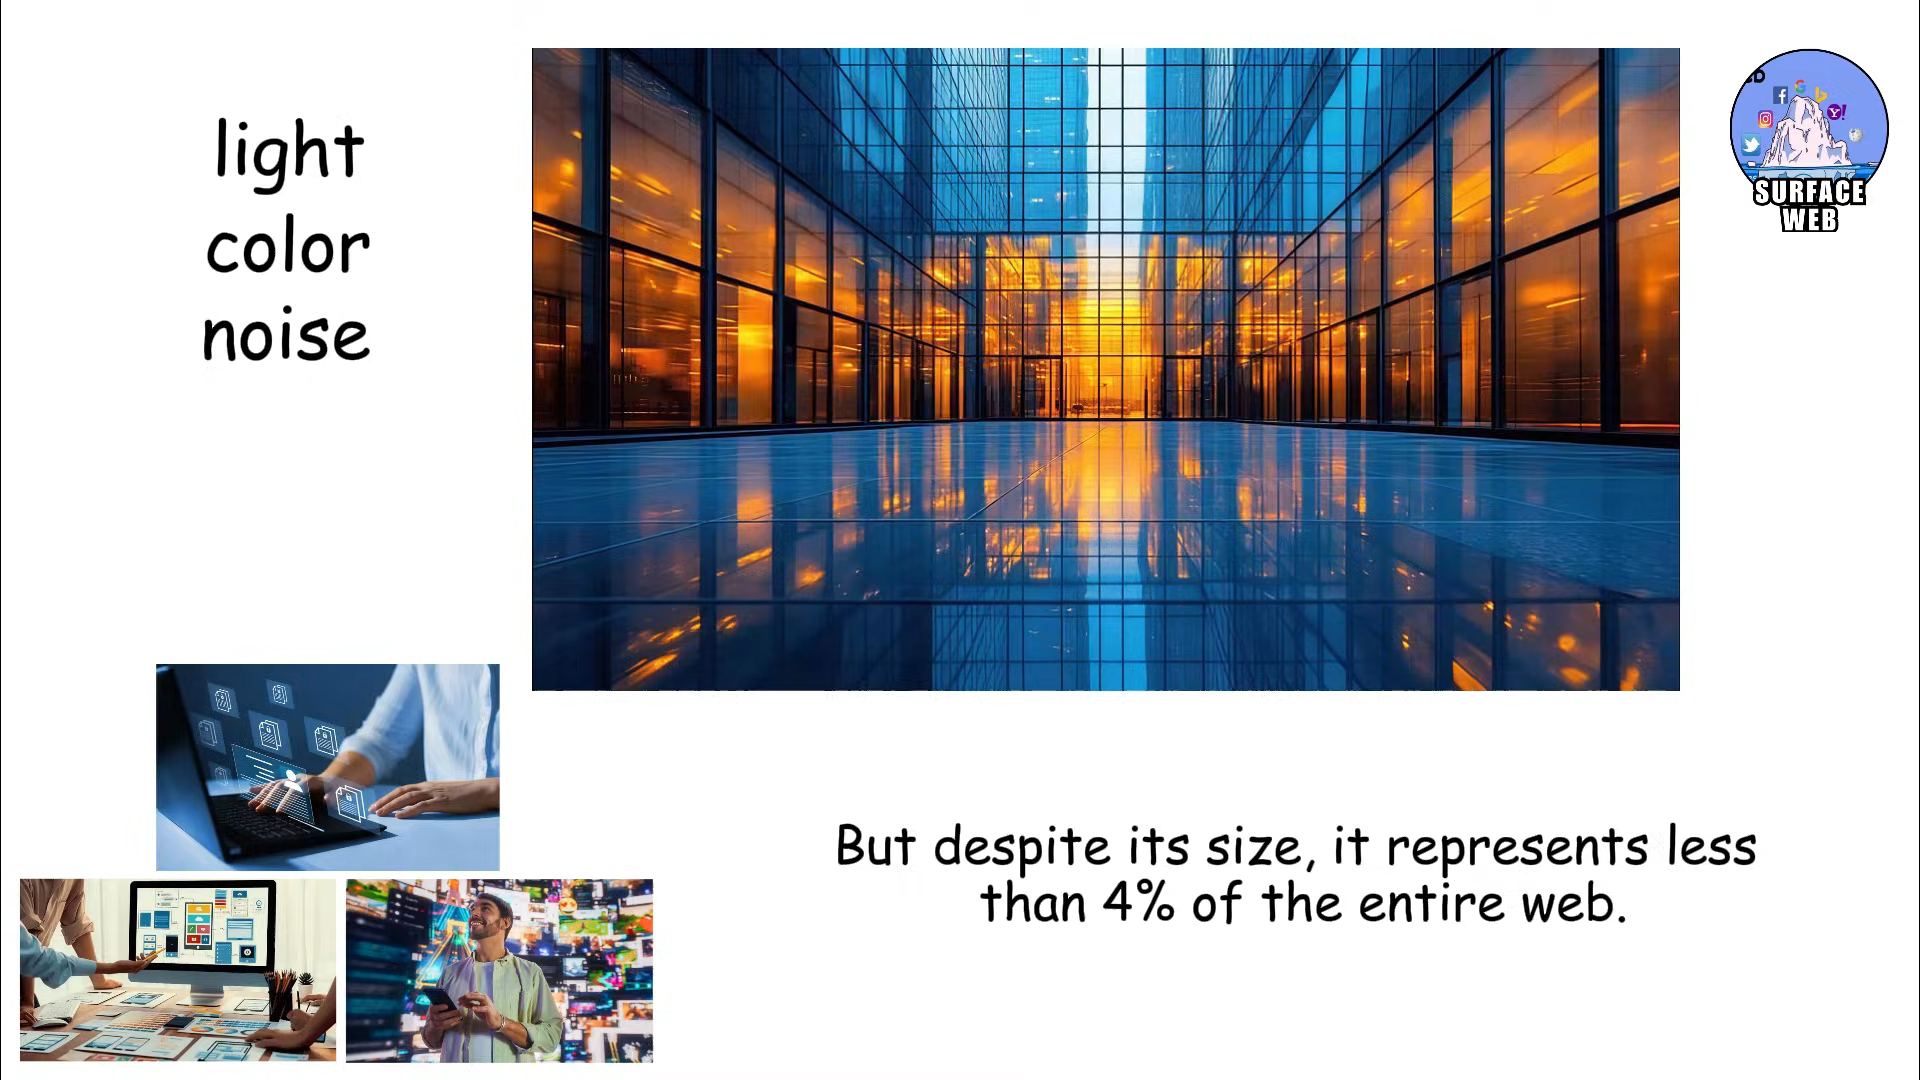 light
color
noise
SURFACE
WEB
But despite its size, it represents less
than 4% of the entire web.